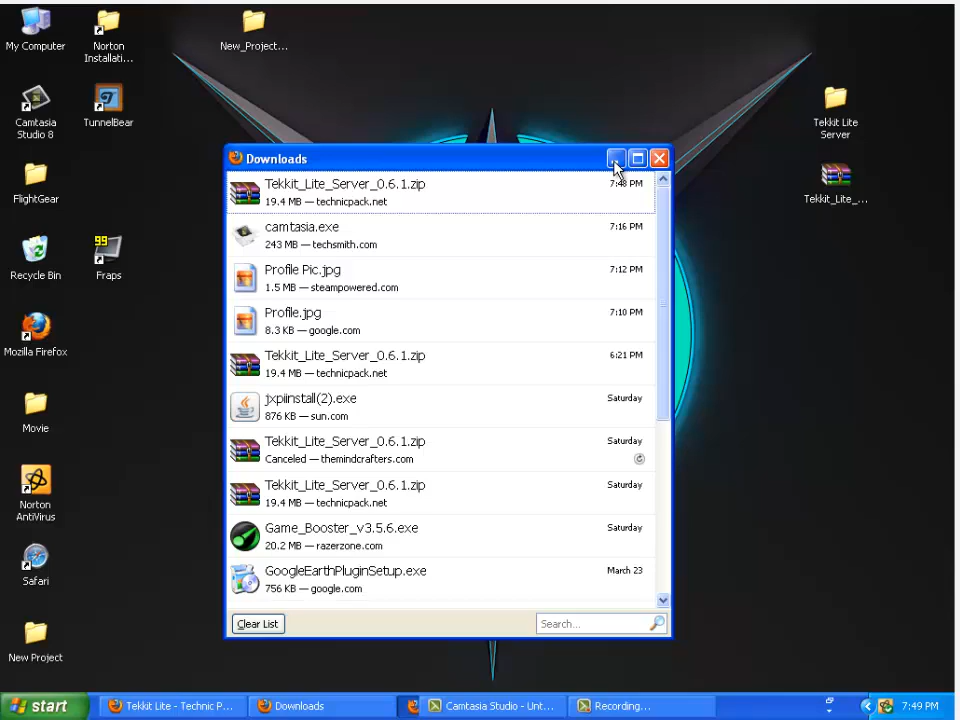 My Computer
Norton
Installati...
New_Project...
Camtasia
Studio 8
TunnelBear
Tekkit Lite
Server
FlightGear
Tekkit_Lite_...
Recycle Bin
99
Fraps
Mozilla Firefox
Movie
Norton
AntiVirus
Safari
New Project
Downloads
Tekkit_Lite_Server_0.6.1.zip
7:48 PM
19.4 MB — technicpack.net
camtasia.exe
7:16 PM
243 MB — techsmith.com
Profile Pic.jpg
7:12 PM
1.5 MB — steampowered.com
Profile.jpg
7:10 PM
8.3 KB — google.com
Tekkit_Lite_Server_0.6.1.zip
6:21 PM
19.4 MB — technicpack.net
jxpiinstall(2).exe
Saturday
876 KB — sun.com
Tekkit_Lite_Server_0.6.1.zip
Saturday
Canceled — themindcrafters.com
Tekkit_Lite_Server_0.6.1.zip
Saturday
19.4 MB — technicpack.net
Game_Booster_v3.5.6.exe
Saturday
20.2 MB — razerzone.com
GoogleEarthPluginSetup.exe
March 23
756 KB — google.com
Clear List
Search...
start
Tekkit Lite - Technic P...
Downloads
Camtasia Studio - Unt...
Recording...
7:49 PM